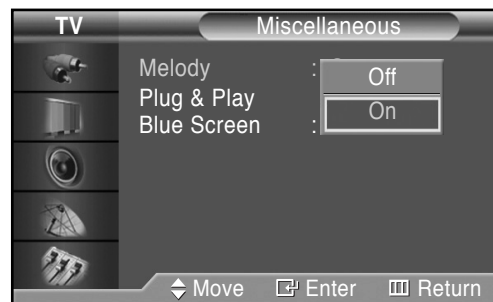 TV Miscellaneous
Melody :
Off
Plug & Play
On
Blue Screen :
Move Enter Return